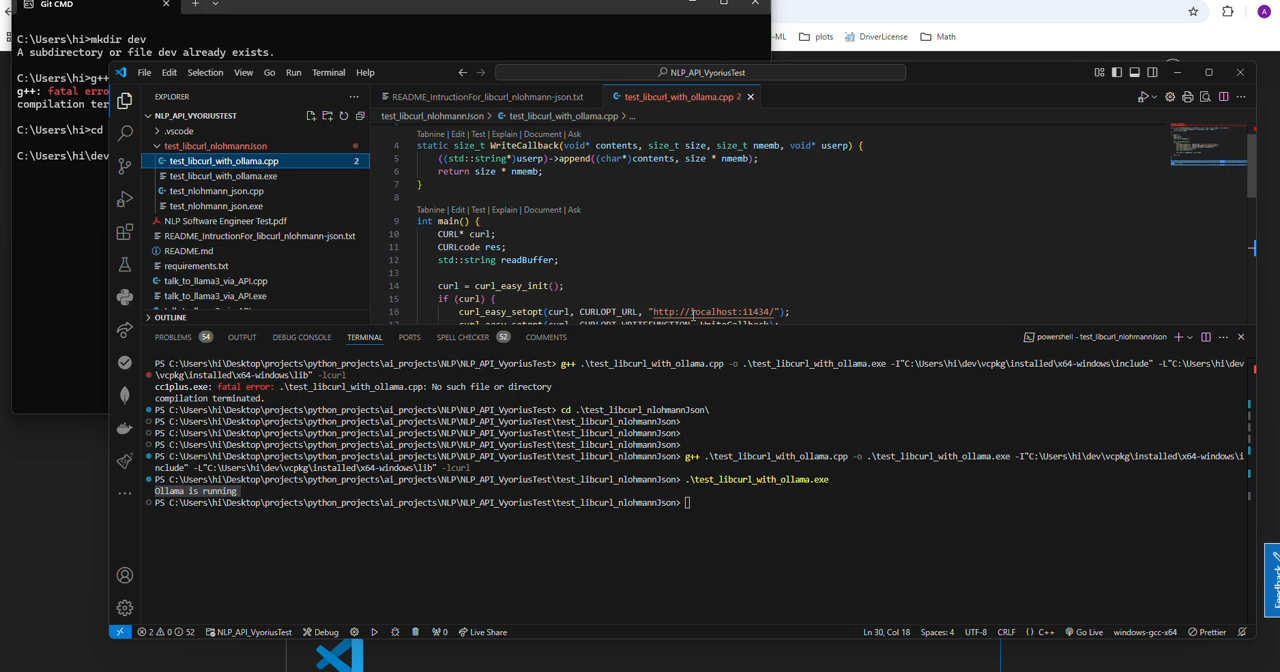 Git CMD
C:\Users\hi>mkdir dev
A subdirectory or file dev already exists.
C:\Users\hi>g++
g++: fatal erro
compilation ter
C:\Users\hi>cd
C:\Users\hi\dev
-ML
plots
DriverLicense
Math
A
File Edit Selection View Go Run Terminal Help
NLP_API_VyoriusTest
EXPLORER
NLP_API_VYORIUSTEST
.vscode
test_libcurl_nlohmannJson
test_libcurl_with_ollama.cpp 2
test_libcurl_with_ollama.exe
test_nlohmann_json.cpp
test_nlohmann_json.exe
NLP Software Engineer Test.pdf
README_IntructionFor_libcurl_nlohmann-json.txt
README.md
requirements.txt
talk_to_llama3_via_API.cpp
talk_to_llama3_via_API.exe
OUTLINE
README_IntructionFor_libcurl_nlohmann-json.txt
test_libcurl_with_ollama.cpp 2
test_libcurl_nlohmannJson > test_libcurl_with_ollama.cpp > ...
Tabnine | Edit | Test | Explain | Document | Ask
4 static size_t WriteCallback(void* contents, size_t size, size_t nmemb, void* userp) {
5 ((std::string*)userp)->append((char*)contents, size * nmemb);
6 return size * nmemb;
7 }
8
Tabnine | Edit | Test | Explain | Document | Ask
9 int main() {
10 CURL* curl;
11 CURLcode res;
12 std::string readBuffer;
13
14 curl = curl_easy_init();
15 if (curl) {
16 curl_easy_setopt(curl, CURLOPT_URL, "http://localhost:11434/");
17 curl_easy_setopt(curl, CURLOPT_WRITEFUNCTION, WriteCallback);
PROBLEMS 54 OUTPUT DEBUG CONSOLE TERMINAL PORTS SPELL CHECKER 52 COMMENTS
powershell - test_libcurl_nlohmannJson
PS C:\Users\hi\Desktop\projects\python_projects\ai_projects\NLP\NLP_API_VyoriusTest> g++ .\test_libcurl_with_ollama.cpp -o .\test_libcurl_with_ollama.exe -I"C:\Users\hi\dev\vcpkg\installed\x64-windows\include" -L"C:\Users\hi\dev
\vcpkg\installed\x64-windows\lib" -lcurl
cc1plus.exe: fatal error: .\test_libcurl_with_ollama.cpp: No such file or directory
compilation terminated.
PS C:\Users\hi\Desktop\projects\python_projects\ai_projects\NLP\NLP_API_VyoriusTest> cd .\test_libcurl_nlohmannJson\
PS C:\Users\hi\Desktop\projects\python_projects\ai_projects\NLP\NLP_API_VyoriusTest\test_libcurl_nlohmannJson>
PS C:\Users\hi\Desktop\projects\python_projects\ai_projects\NLP\NLP_API_VyoriusTest\test_libcurl_nlohmannJson>
PS C:\Users\hi\Desktop\projects\python_projects\ai_projects\NLP\NLP_API_VyoriusTest\test_libcurl_nlohmannJson>
PS C:\Users\hi\Desktop\projects\python_projects\ai_projects\NLP\NLP_API_VyoriusTest\test_libcurl_nlohmannJson> g++ .\test_libcurl_with_ollama.cpp -o .\test_libcurl_with_ollama.exe -I"C:\Users\hi\dev\vcpkg\installed\x64-windows\i
nclude" -L"C:\Users\hi\dev\vcpkg\installed\x64-windows\lib" -lcurl
PS C:\Users\hi\Desktop\projects\python_projects\ai_projects\NLP\NLP_API_VyoriusTest\test_libcurl_nlohmannJson> .\test_libcurl_with_ollama.exe
Ollama is running
PS C:\Users\hi\Desktop\projects\python_projects\ai_projects\NLP\NLP_API_VyoriusTest\test_libcurl_nlohmannJson>
Feedback
2 0 52 NLP_API_VyoriusTest Debug 0 Live Share
Ln 30, Col 18 Spaces: 4 UTF-8 CRLF {} C++ Go Live windows-gcc-x64 Prettier